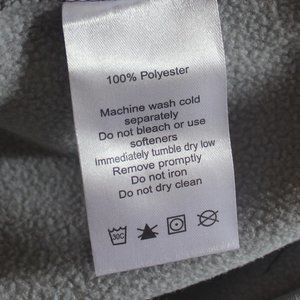 100% Polyester
Machine wash cold
separately
Do not bleach or use
softeners
Immediately tumble dry low
Remove promptly
Do not iron
Do not dry clean
30C